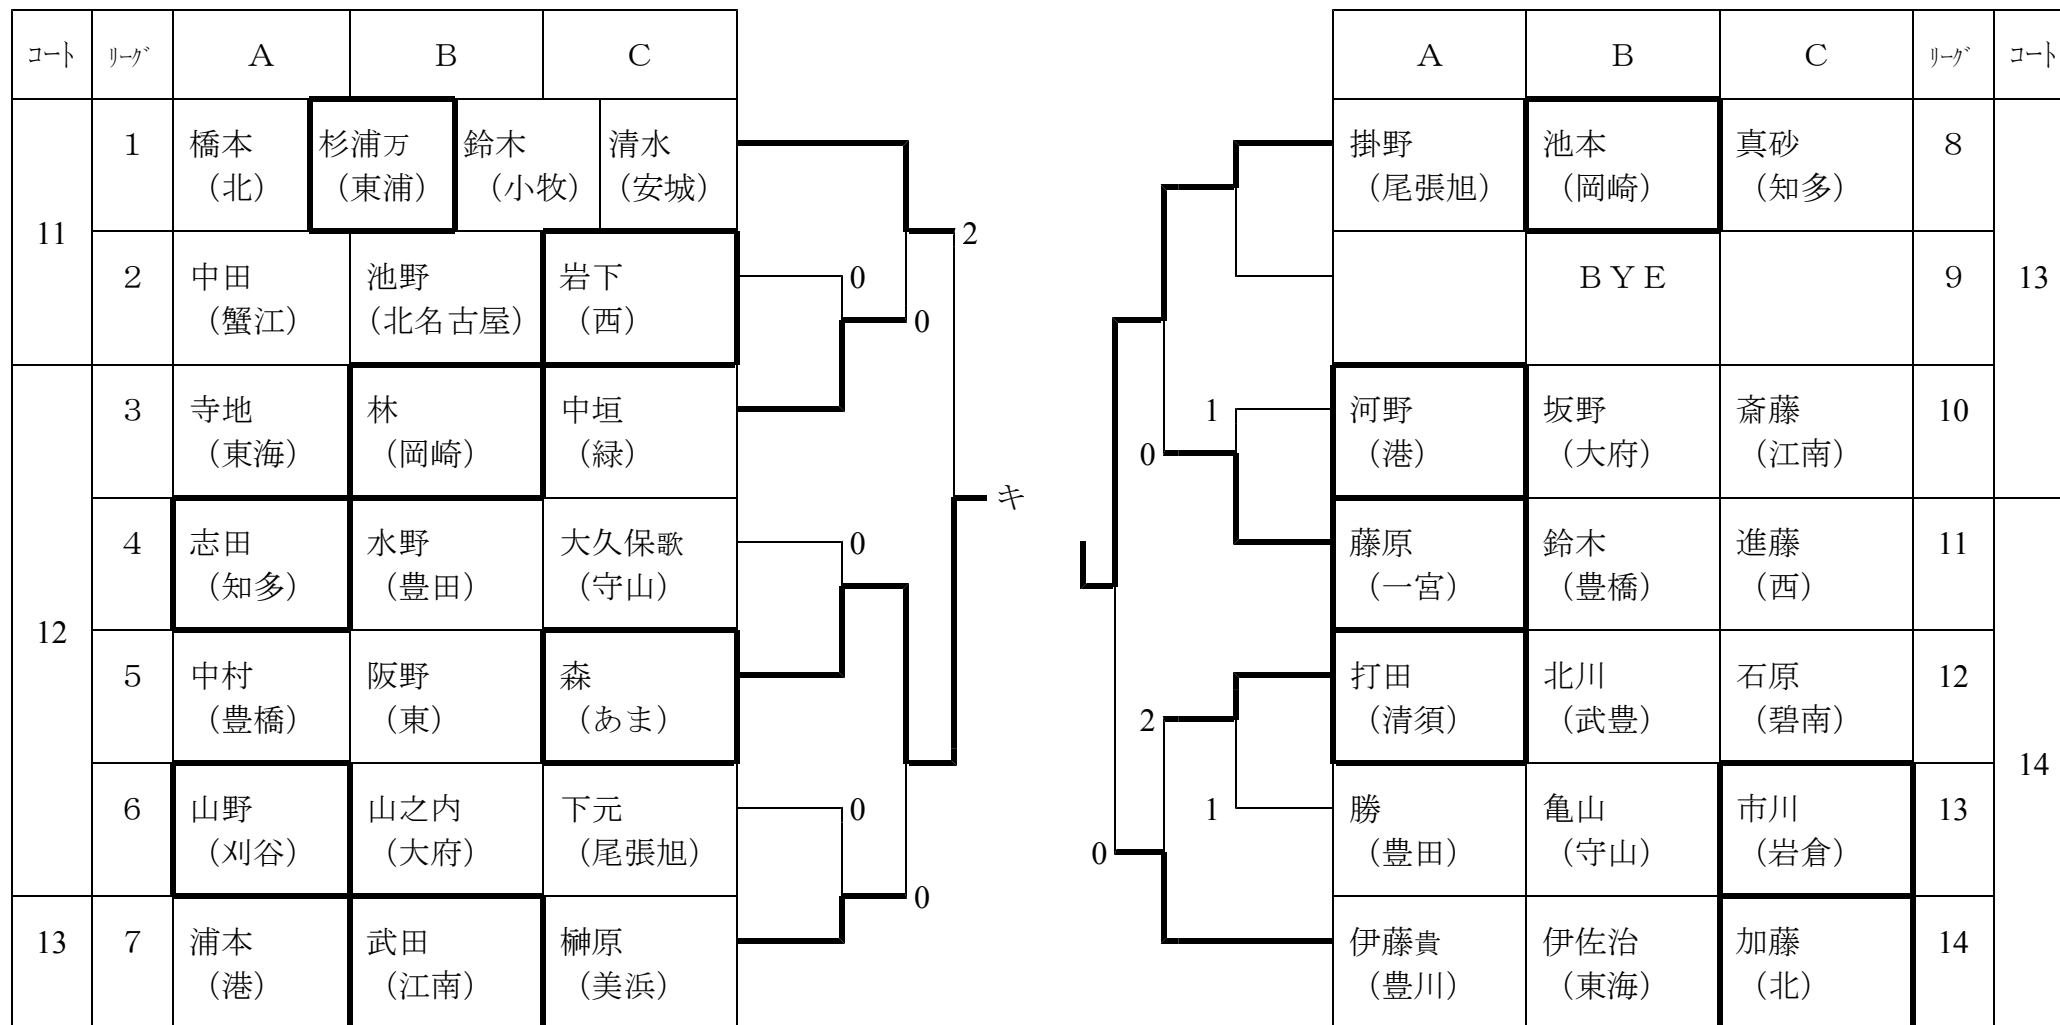 コート ﾘｰｸﾞ Ａ Ｂ Ｃ
11
１ 橋本 杉浦万 鈴木 清水
（北） （東浦） （小牧） （安城）
2
２ 中田 池野 岩下 0
（蟹江） （北名古屋） （西） 0
12
３ 寺地 林 中垣
（東海） （岡崎） （緑）
キ
４ 志田 水野 大久保歌 0
（知多） （豊田） （守山）
５ 中村 阪野 森
（豊橋） （東） （あま）
６ 山野 山之内 下元 0
（刈谷） （大府） （尾張旭）
0
13 ７ 浦本 武田 榊原
（港） （江南） （美浜）
Ａ Ｂ Ｃ ﾘｰｸﾞ コート
掛野 池本 真砂 ８
（尾張旭） （岡崎） （知多）
ＢＹＥ ９ 13
1 河野 坂野 斎藤 10
0 （港） （大府） （江南）
藤原 鈴木 進藤 11
（一宮） （豊橋） （西）
打田 北川 石原 12
2 （清須） （武豊） （碧南）
14
1 勝 亀山 市川 13
0 （豊田） （守山） （岩倉）
伊藤貴 伊佐治 加藤 14
（豊川） （東海） （北）